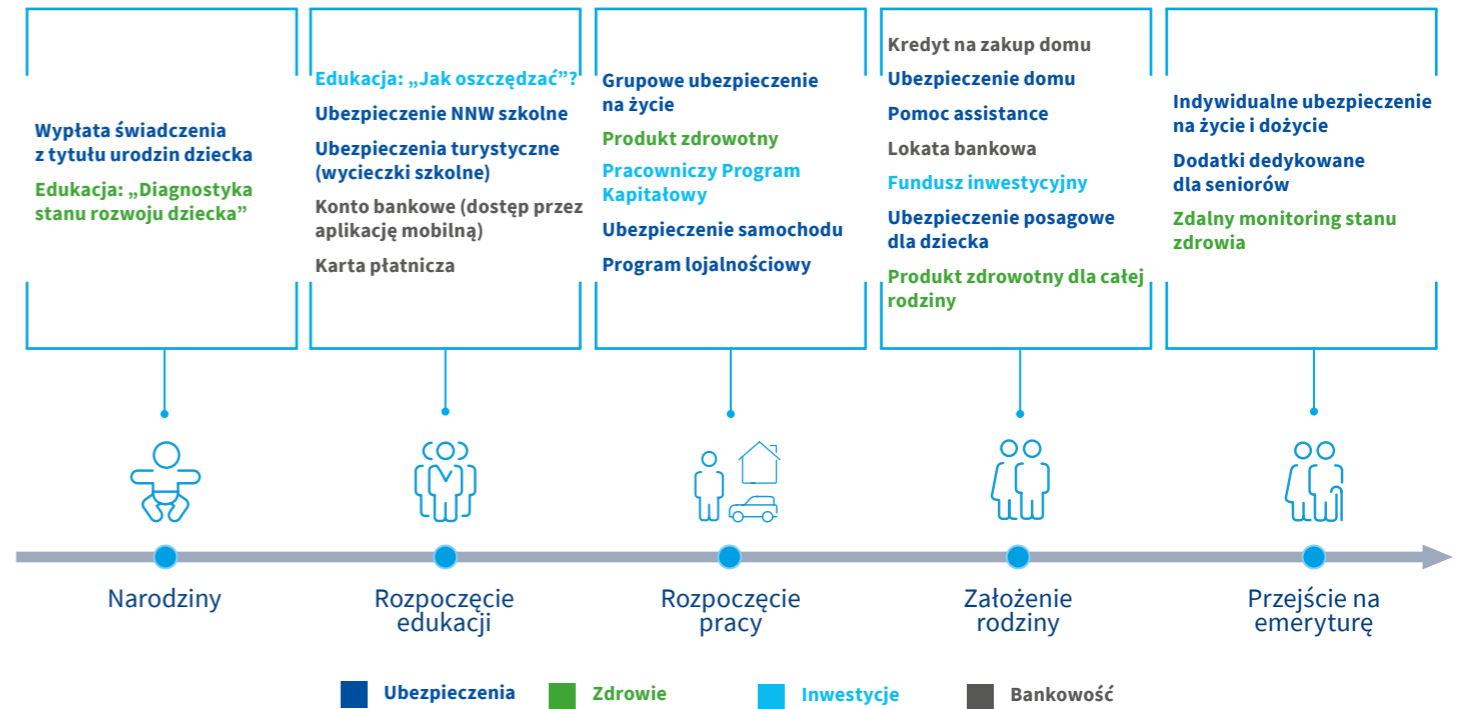 Wypłata świadczenia
z tytułu urodzin dziecka
Edukacja: „Diagnostyka
stanu rozwoju dziecka”
Edukacja: „Jak oszczędzać”?
Ubezpieczenie NNW szkolne
Ubezpieczenia turystyczne
(wycieczki szkolne)
Konto bankowe (dostęp przez
aplikację mobilną)
Karta płatnicza
Grupowe ubezpieczenie
na życie
Produkt zdrowotny
Pracowniczy Program
Kapitałowy
Ubezpieczenie samochodu
Program lojalnościowy
Kredyt na zakup domu
Ubezpieczenie domu
Pomoc assistance
Lokata bankowa
Fundusz inwestycyjny
Ubezpieczenie posagowe
dla dziecka
Produkt zdrowotny dla całej
rodziny
Indywidualne ubezpieczenie
na życie i dożycie
Dodatki dedykowane
dla seniorów
Zdalny monitoring stanu
zdrowia
Narodziny
Rozpoczęcie
edukacji
Rozpoczęcie
pracy
Założenie
rodziny
Przejście na
emeryturę
Ubezpieczenia
Zdrowie
Inwestycje
Bankowość